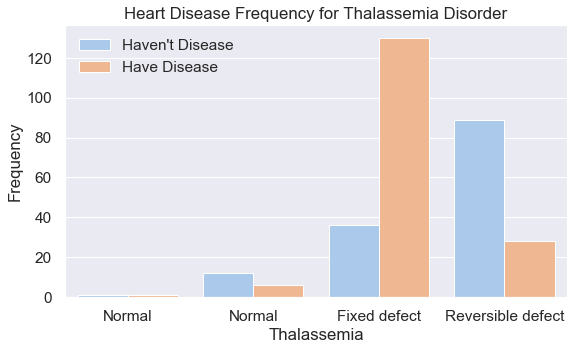 Heart Disease Frequency for Thalassemia Disorder
Haven't Disease
Have Disease
Frequency
120
100
80
60
40
20
0
Normal Normal Fixed defect Reversible defect
Thalassemia